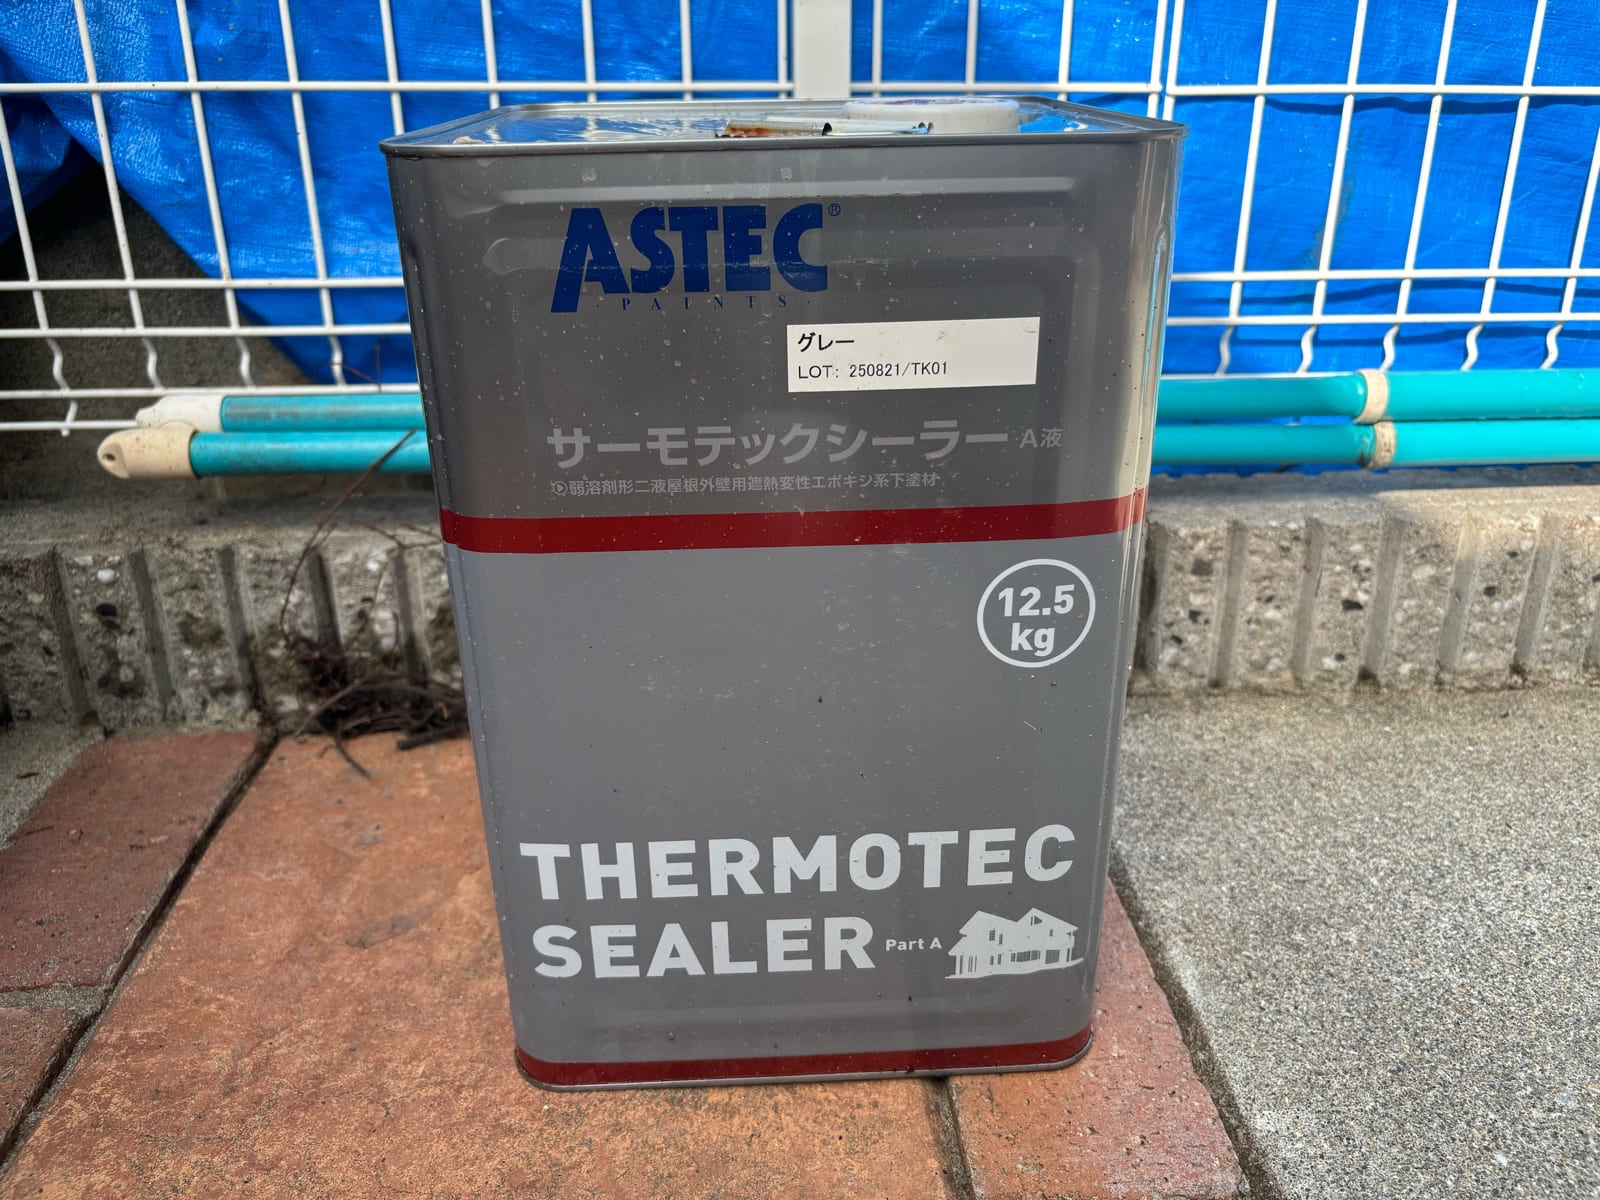 ASTEC®
PAINTS
グレー
LOT: 250821/TK01
サーモテックシーラー A液
弱溶剤形二液屋根外壁用遮熱変性エポキシ系下塗材
12.5
kg
THERMOTEC
SEALER Part A